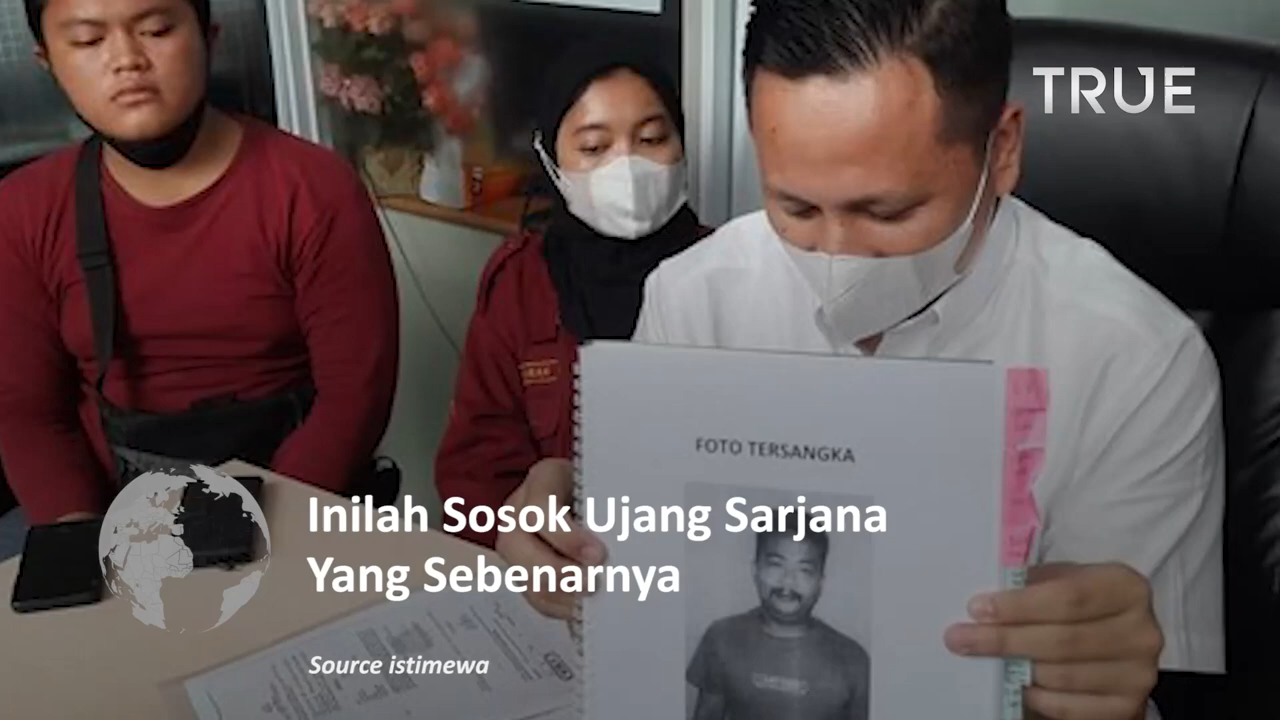 TRUE
FOTO TERSANGKA
Inilah Sosok Ujang Sarjana
Yang Sebenarnya
Source istimewa